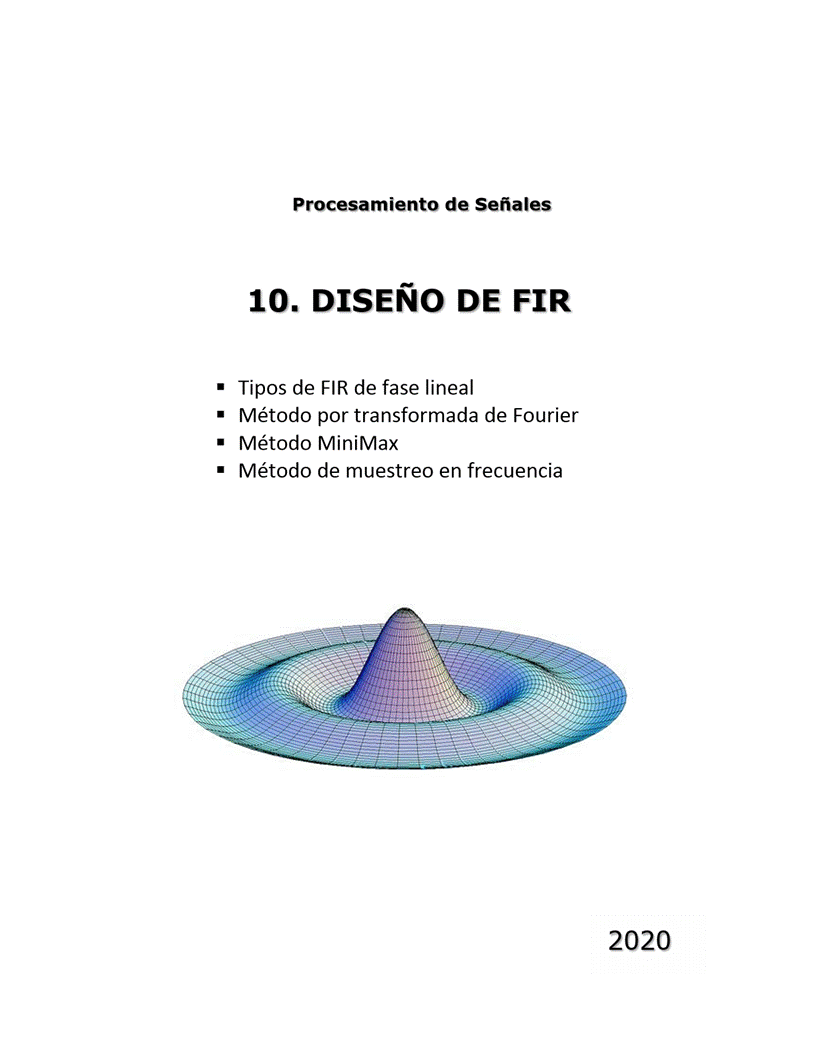 Procesamiento de Señales
10. DISEÑO DE FIR
▪ Tipos de FIR de fase lineal
▪ Método por transformada de Fourier
▪ Método MiniMax
▪ Método de muestreo en frecuencia
2020